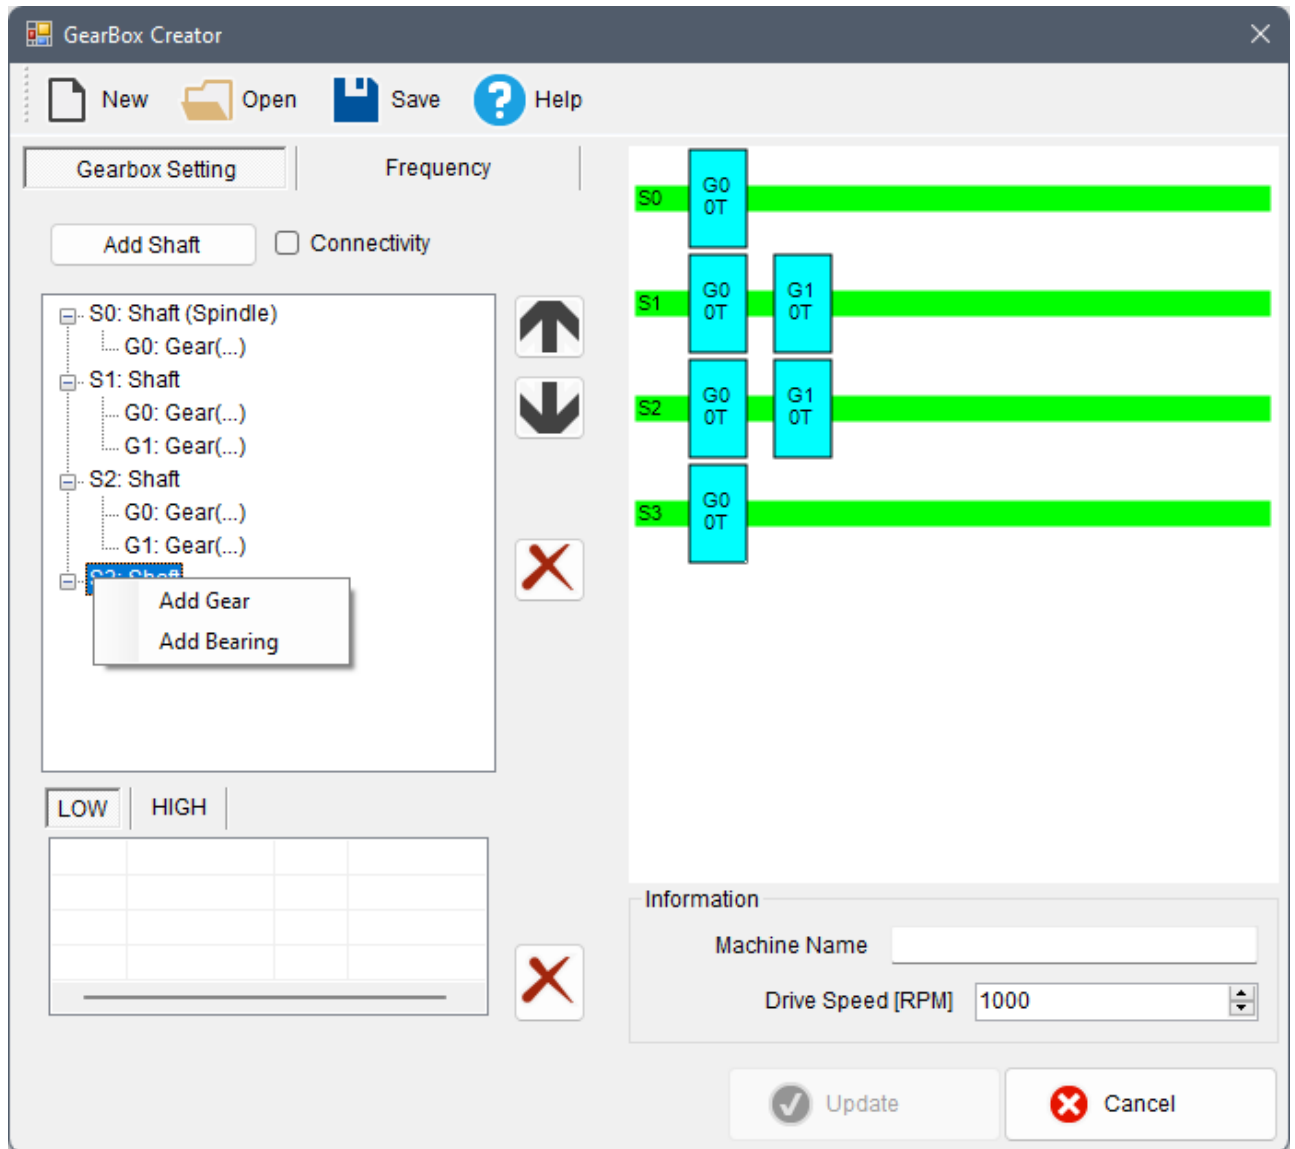 GearBox Creator
New Open Save Help
Gearbox Setting Frequency
Add Shaft Connectivity
S0: Shaft (Spindle)
G0: Gear(...)
S1: Shaft
G0: Gear(...)
G1: Gear(...)
S2: Shaft
G0: Gear(...)
G1: Gear(...)
S3: Shaft
Add Gear
Add Bearing
LOW HIGH
S0 G0
0T
S1 G0 G1
0T 0T
S2 G0 G1
0T 0T
S3 G0
0T
Information
Machine Name
Drive Speed [RPM] 1000
Update Cancel